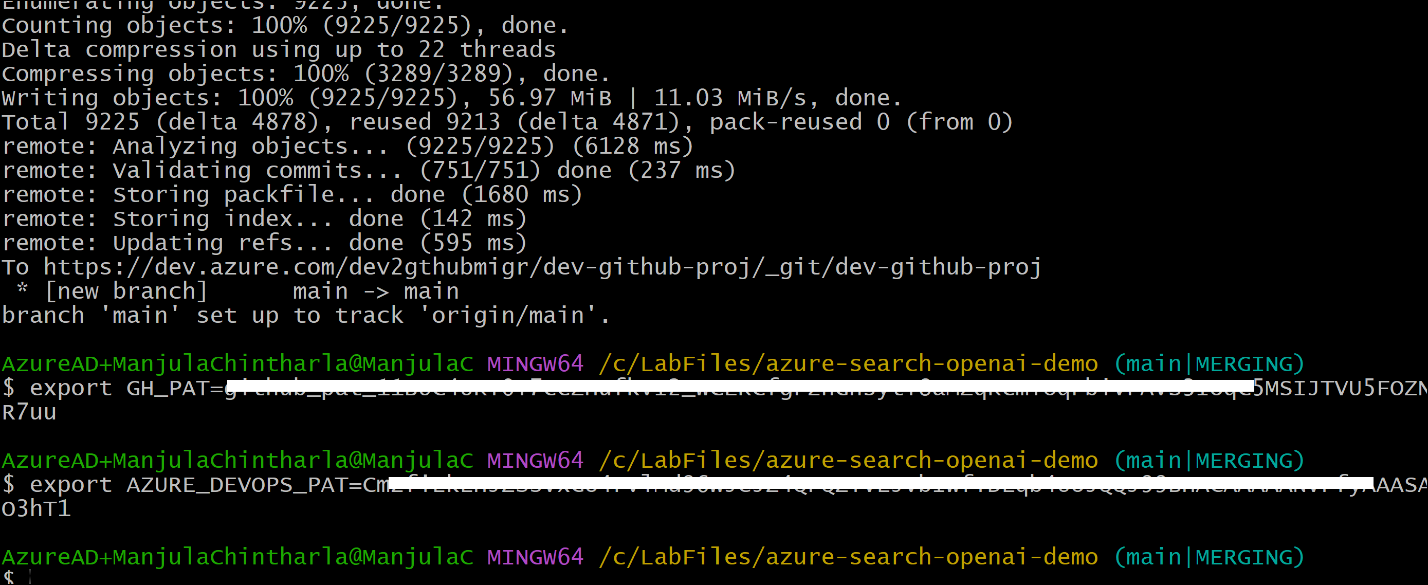 Enumerating objects: 9225, done.
Counting objects: 100% (9225/9225), done.
Delta compression using up to 22 threads
Compressing objects: 100% (3289/3289), done.
Writing objects: 100% (9225/9225), 56.97 MiB | 11.03 MiB/s, done.
Total 9225 (delta 4878), reused 9213 (delta 4871), pack-reused 0 (from 0)
remote: Analyzing objects... (9225/9225) (6128 ms)
remote: Validating commits... (751/751) done (237 ms)
remote: Storing packfile... done (1680 ms)
remote: Storing index... done (142 ms)
remote: Updating refs... done (595 ms)
To https://dev.azure.com/dev2gthubmigr/dev-github-proj/_git/dev-github-proj
 * [new branch]      main -> main
branch 'main' set up to track 'origin/main'.
AzureAD+ManjulaChintharla@ManjulaC MINGW64 /c/LabFiles/azure-search-openai-demo (main|MERGING)
$ export GH_PAT=
R7uu
AzureAD+ManjulaChintharla@ManjulaC MINGW64 /c/LabFiles/azure-search-openai-demo (main|MERGING)
$ export AZURE_DEVOPS_PAT=
O3hT1
AzureAD+ManjulaChintharla@ManjulaC MINGW64 /c/LabFiles/azure-search-openai-demo (main|MERGING)
$